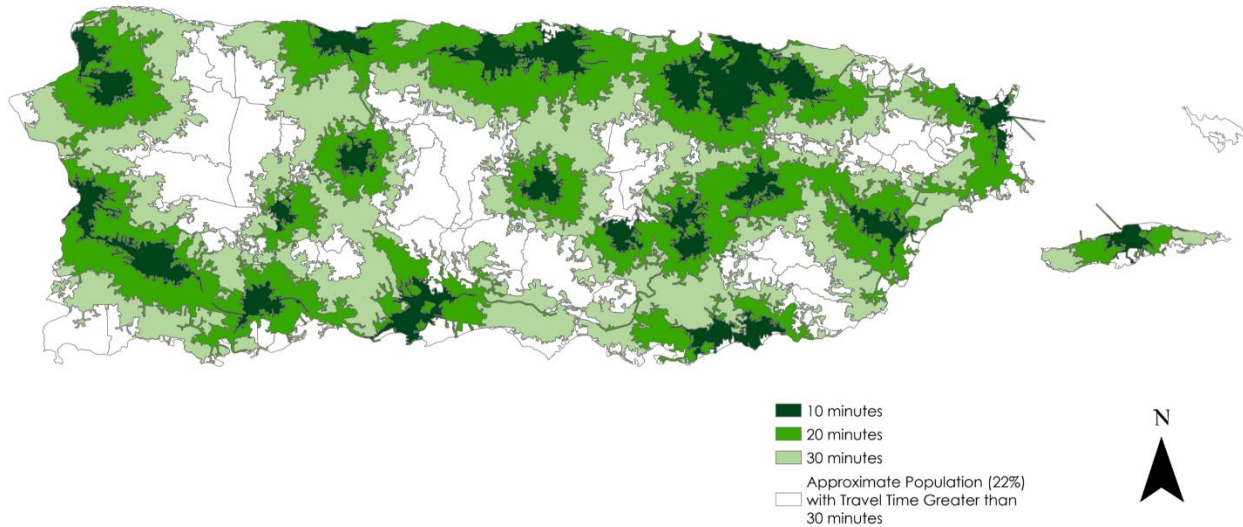 10 minutes
20 minutes
30 minutes
Approximate Population (22%)
with Travel Time Greater than
30 minutes
N